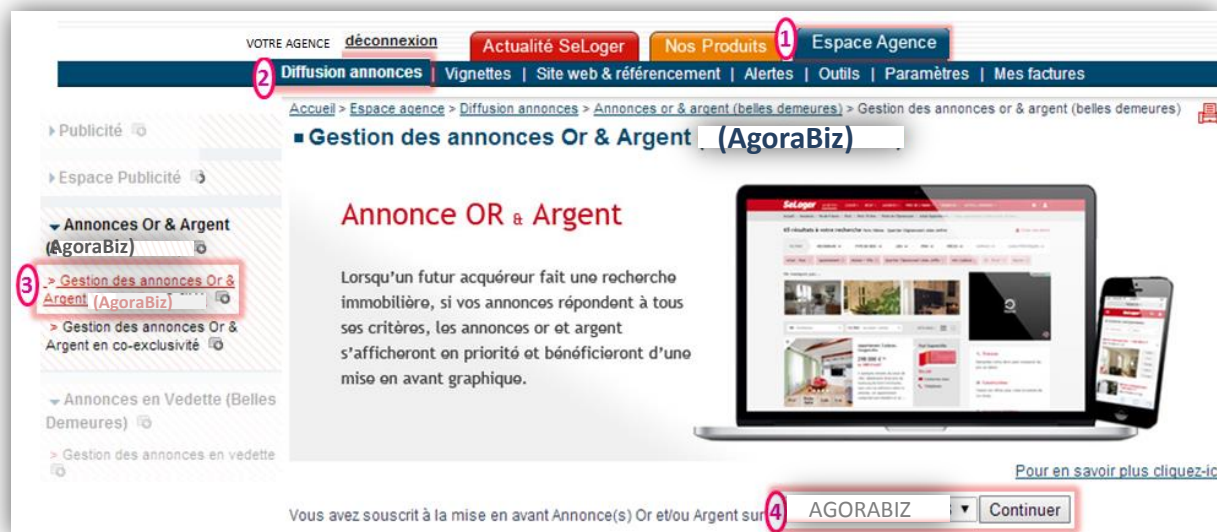 VOTRE AGENCE déconnexion Actualité SeLoger Nos Produits 1 Espace Agence
2 Diffusion annonces | Vignettes | Site web & référencement | Alertes | Outils | Paramètres | Mes factures
Accueil > Espace agence > Diffusion annonces > Annonces or & argent (belles demeures) > Gestion des annonces or & argent (belles demeures)
Gestion des annonces Or & Argent (AgoraBiz)
Publicité
Espace Publicité
Annonces Or & Argent
(AgoraBiz)
3 > Gestion des annonces Or &
Argent (AgoraBiz)
> Gestion des annonces Or &
Argent en co-exclusivité
Annonces en Vedette (Belles
Demeures)
> Gestion des annonces en vedette
Annonce OR & Argent
Lorsqu'un futur acquéreur fait une recherche
immobilière, si vos annonces répondent à tous
ses critères, les annonces or et argent
s'afficheront en priorité et bénéficieront d'une
mise en avant graphique.
SeLoger
Pour en savoir plus cliquez-ic
Vous avez souscrit à la mise en avant Annonce(s) Or et/ou Argent sur 4 AGORABIZ Continuer